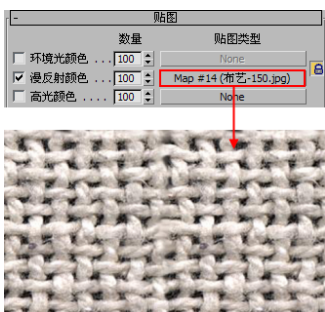 - 贴图
数量 贴图类型
环境光颜色 ... 100 None
漫反射颜色 ... 100 Map #14 (布艺-150.jpg)
高光颜色 .... 100 None